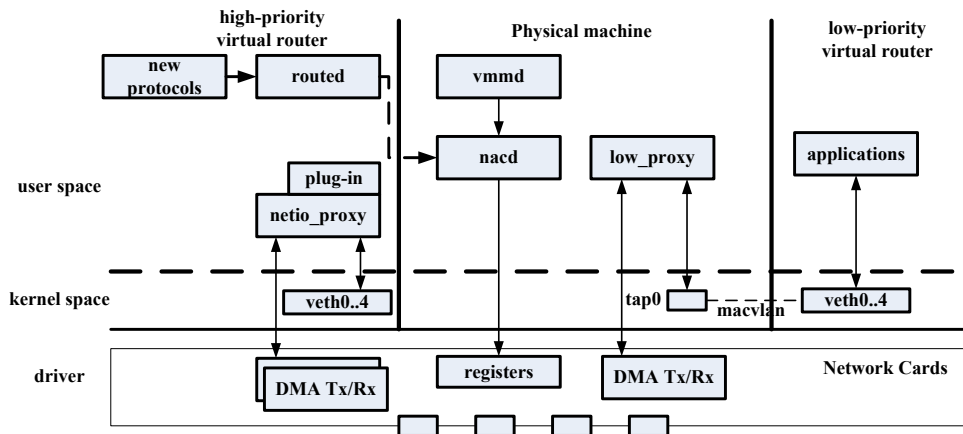 high-priority
virtual router
Physical machine
low-priority
virtual router
new
protocols
routed
vmmd
nacd
low_proxy
applications
user space
plug-in
netio_proxy
kernel space
veth0..4
tap0
macvlan
veth0..4
driver
DMA Tx/Rx
registers
DMA Tx/Rx
Network Cards